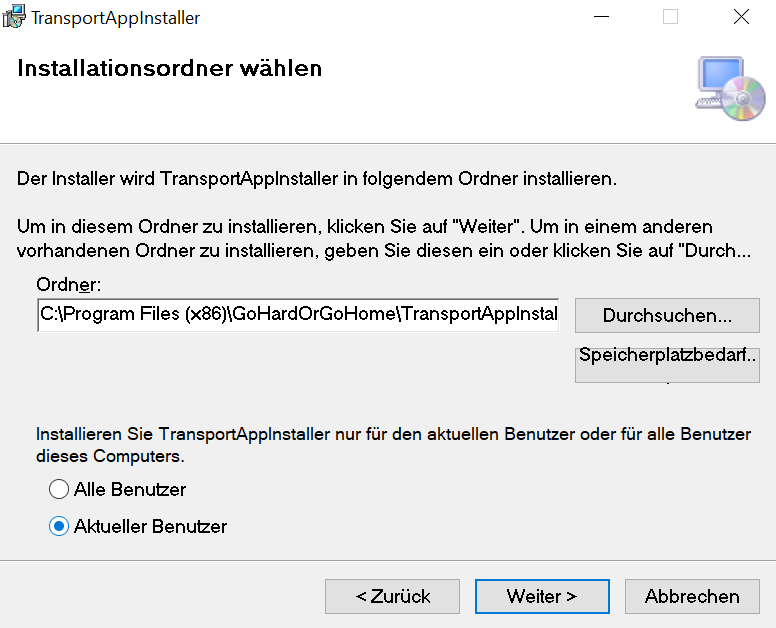 TransportAppInstaller
Installationsordner wählen
Der Installer wird TransportAppInstaller in folgendem Ordner installieren.
Um in diesem Ordner zu installieren, klicken Sie auf "Weiter". Um in einem anderen
vorhandenen Ordner zu installieren, geben Sie diesen ein oder klicken Sie auf "Durch...
Ordner:
C:\Program Files (x86)\GoHardOrGoHome\TransportAppInstal
Durchsuchen...
Speicherplatzbedarf..
Installieren Sie TransportAppInstaller nur für den aktuellen Benutzer oder für alle Benutzer
dieses Computers.
Alle Benutzer
Aktueller Benutzer
< Zurück
Weiter >
Abbrechen